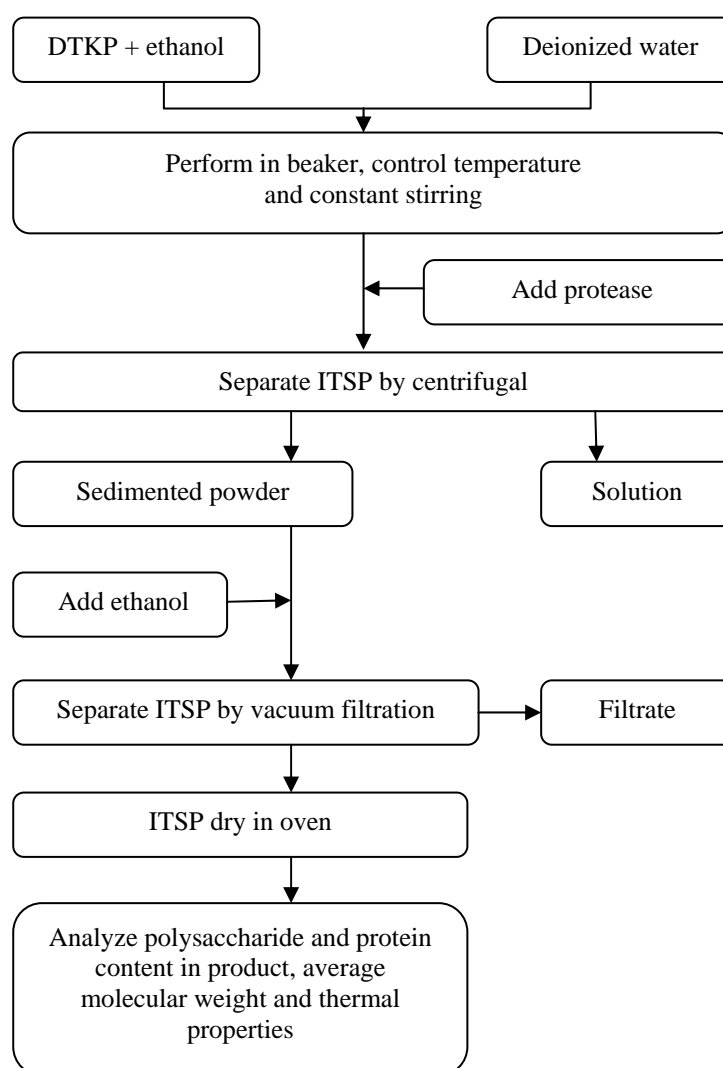 DTKP + ethanol
Deionized water
Perform in beaker, control temperature
and constant stirring
Add protease
Separate ITSP by centrifugal
Sedimented powder
Solution
Add ethanol
Separate ITSP by vacuum filtration
Filtrate
ITSP dry in oven
Analyze polysaccharide and protein
content in product, average
molecular weight and thermal
properties